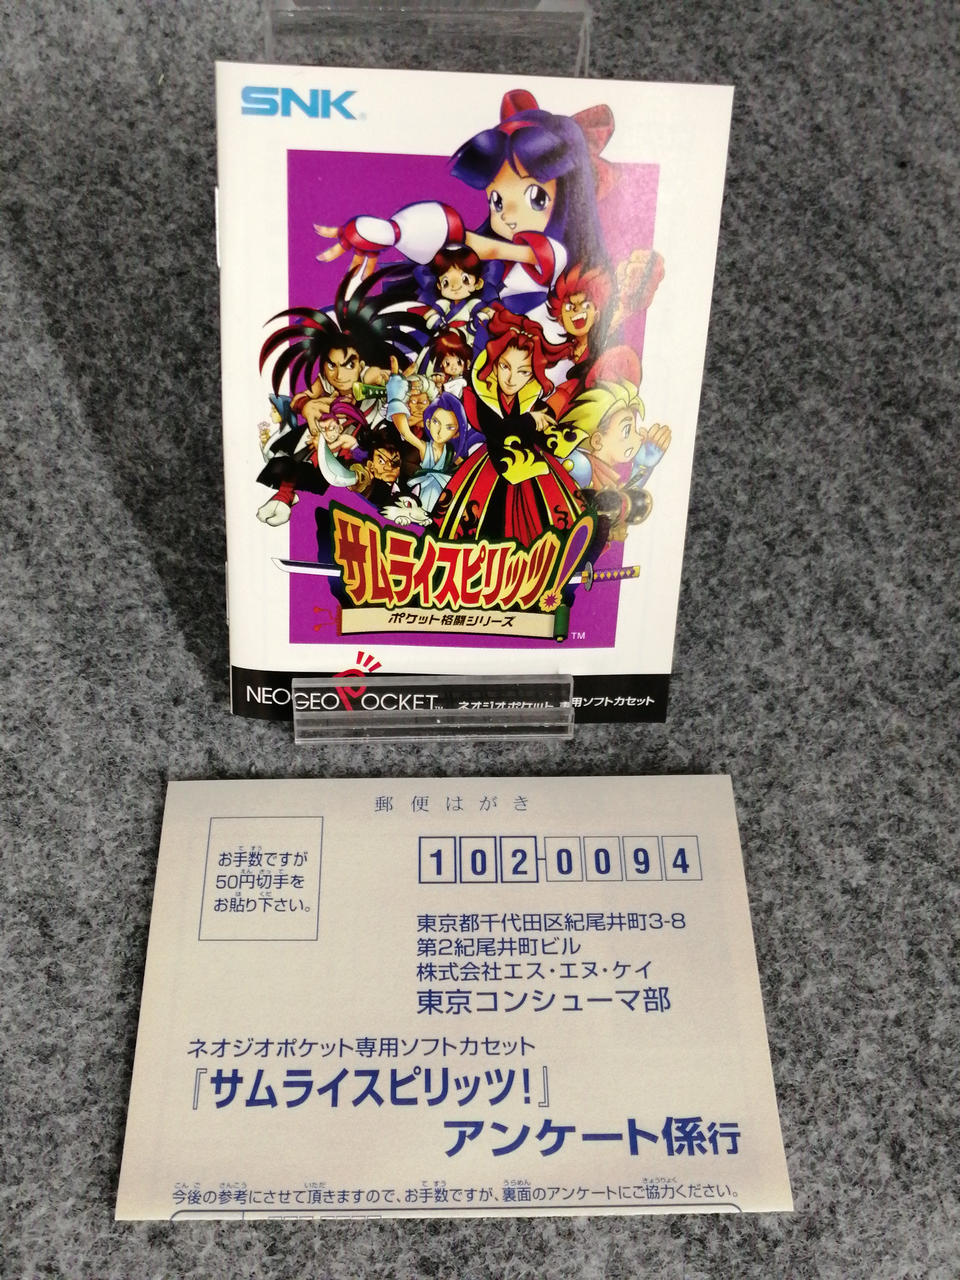 SNK
サムライスピリッツ!
ポケット格闘シリーズ
TM
NEOGEO POCKET™ ネオジオポケット専用ソフトカセット
郵便はがき
お手数ですが
50円切手を
お貼り下さい。
102-0094
東京都千代田区紀尾井町3-8
第2紀尾井町ビル
株式会社エス・エヌ・ケイ
東京コンシューマ部
ネオジオポケット専用ソフトカセット
『サムライスピリッツ!』
アンケート係行
今後の参考にさせて頂きますので、お手数ですが、裏面のアンケートにご協力ください。